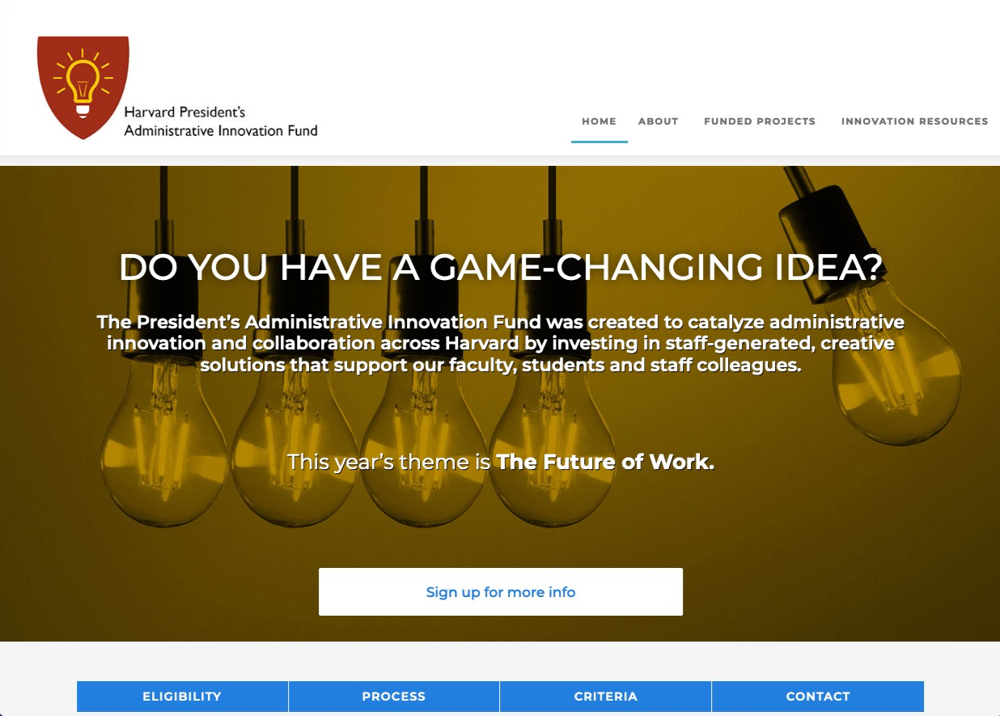 Harvard President's
Administrative Innovation Fund
HOME ABOUT FUNDED PROJECTS INNOVATION RESOURCES
DO YOU HAVE A GAME-CHANGING IDEA?
The President's Administrative Innovation Fund was created to catalyze administrative
innovation and collaboration across Harvard by investing in staff-generated, creative
solutions that support our faculty, students and staff colleagues.
This year's theme is The Future of Work.
Sign up for more info
ELIGIBILITY PROCESS CRITERIA CONTACT